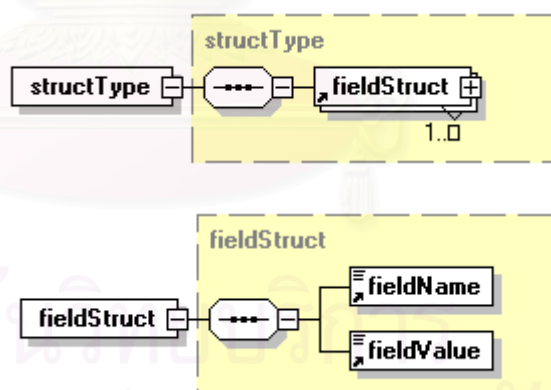 structType
structType
fieldStruct
1..
fieldStruct
fieldName
fieldStruct
fieldValue